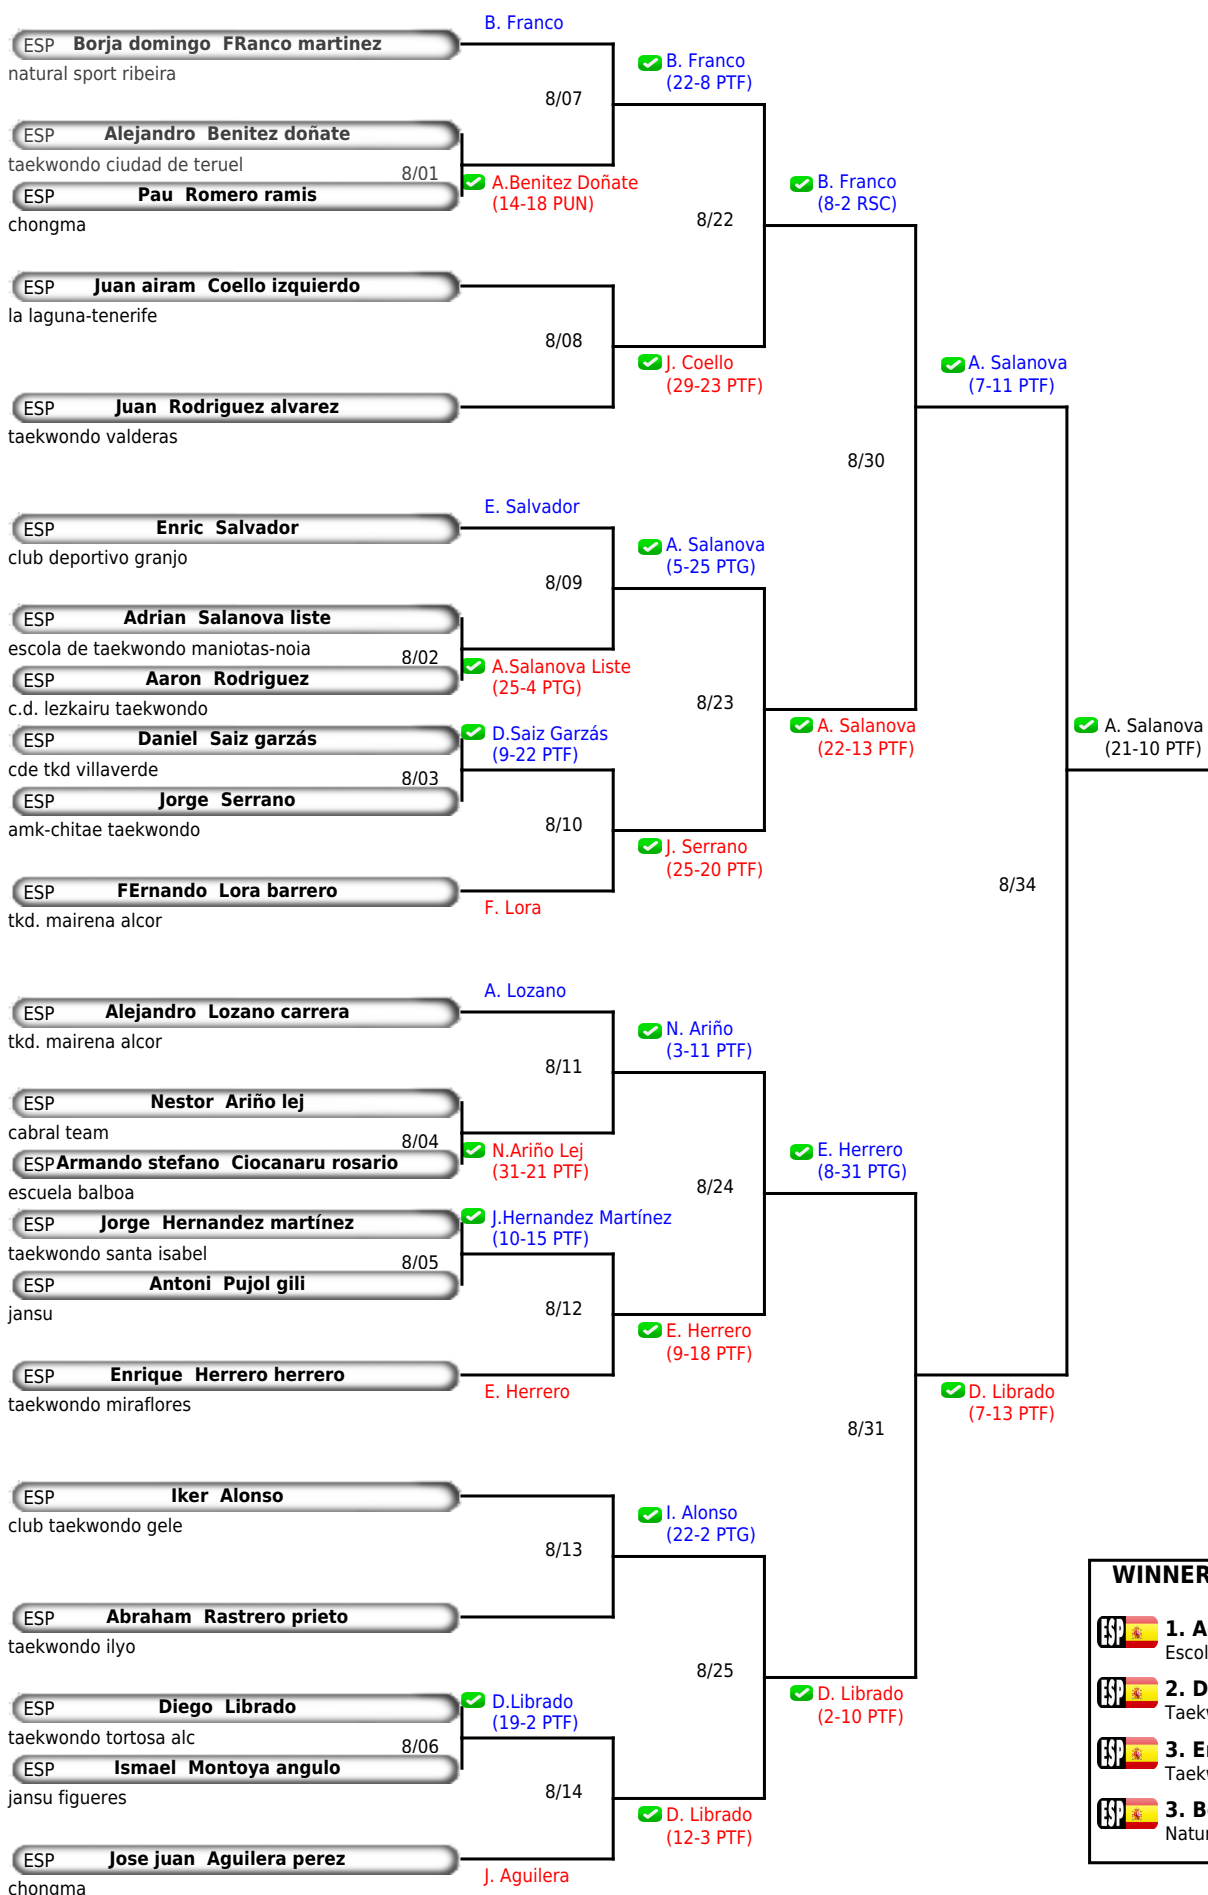 B. Franco
ESP Borja domingo FRanco martinez
natural sport ribeira
B. Franco
(22-8 PTF)
8/07
ESP Alejandro Benitez doñate
taekwondo ciudad de teruel
8/01
A.Benitez Doñate
(14-18 PUN)
ESP Pau Romero ramis
chongma
B. Franco
(8-2 RSC)
8/22
ESP Juan airam Coello izquierdo
la laguna-tenerife
8/08
J. Coello
(29-23 PTF)
A. Salanova
(7-11 PTF)
ESP Juan Rodriguez alvarez
taekwondo valderas
8/30
E. Salvador
ESP Enric Salvador
club deportivo granjo
A. Salanova
(5-25 PTG)
8/09
ESP Adrian Salanova liste
escola de taekwondo maniotas-noia
8/02
A.Salanova Liste
(25-4 PTG)
ESP Aaron Rodriguez
c.d. lezkairu taekwondo
8/23
ESP Daniel Saiz garzás
cde tkd villaverde
D.Saiz Garzás
(9-22 PTF)
A. Salanova
(22-13 PTF)
A. Salanova
(21-10 PTF)
8/03
ESP Jorge Serrano
amk-chitae taekwondo
8/10
J. Serrano
(25-20 PTF)
ESP FErnando Lora barrero
tkd. mairena alcor
F. Lora
8/34
A. Lozano
ESP Alejandro Lozano carrera
tkd. mairena alcor
N. Ariño
(3-11 PTF)
8/11
ESP Nestor Ariño lej
cabral team
8/04
N.Ariño Lej
(31-21 PTF)
ESP Armando stefano Ciocanaru rosario
escuela balboa
E. Herrero
(8-31 PTG)
8/24
ESP Jorge Hernandez martínez
taekwondo santa isabel
J.Hernandez Martínez
(10-15 PTF)
8/05
ESP Antoni Pujol gili
jansu
8/12
E. Herrero
(9-18 PTF)
ESP Enrique Herrero herrero
taekwondo miraflores
E. Herrero
D. Librado
(7-13 PTF)
8/31
ESP Iker Alonso
club taekwondo gele
I. Alonso
(22-2 PTG)
8/13
ESP Abraham Rastrero prieto
taekwondo ilyo
8/25
ESP Diego Librado
taekwondo tortosa alc
D.Librado
(19-2 PTF)
D. Librado
(2-10 PTF)
8/06
ESP Ismael Montoya angulo
jansu figueres
8/14
D. Librado
(12-3 PTF)
ESP Jose juan Aguilera perez
chongma
J. Aguilera
WINNER
ESP 1. A
Escol
ESP 2. D
Taekw
ESP 3. En
Taekw
ESP 3. Bo
Natur